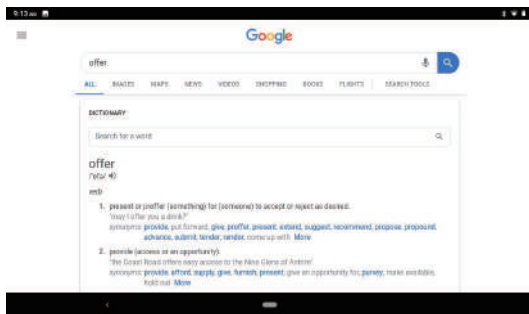 9:13 AM
Google
offer
ALL IMAGES MAPS NEWS VIDEOS SHOPPING BOOKS FLIGHTS SEARCH TOOLS
DICTIONARY
Search for a word
offer
/ˈɒfə/
verb
1. present or proffer (something) for (someone) to accept or reject as desired.
"may I offer you a drink?"
synonyms: provide, put forward, give, proffer, present, extend, suggest, recommend, propose, propound,
advance, submit, tender, render, come up with More
2. provide (access or an opportunity).
"the Coast Road offers easy access to the Nine Glens of Antrim"
synonyms: provide, afford, supply, give, furnish, present, give an opportunity for, purvey, make available,
hold out More